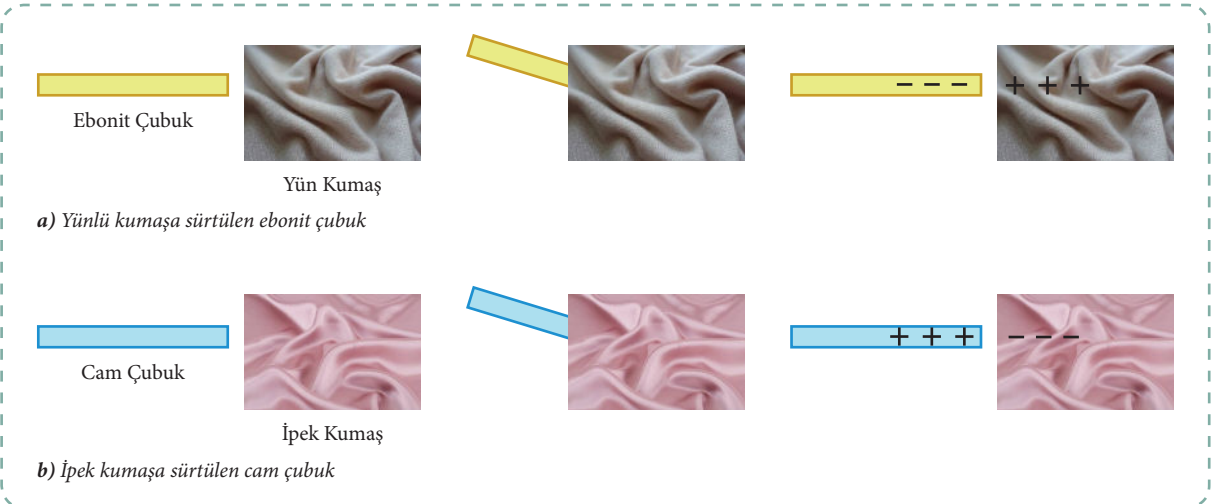 Ebonit Çubuk
− − −
+ + +
Yün Kumaş
a) Yünlü kumaşa sürtülen ebonit çubuk
Cam Çubuk
+ + +
− − −
İpek Kumaş
b) İpek kumaşa sürtülen cam çubuk